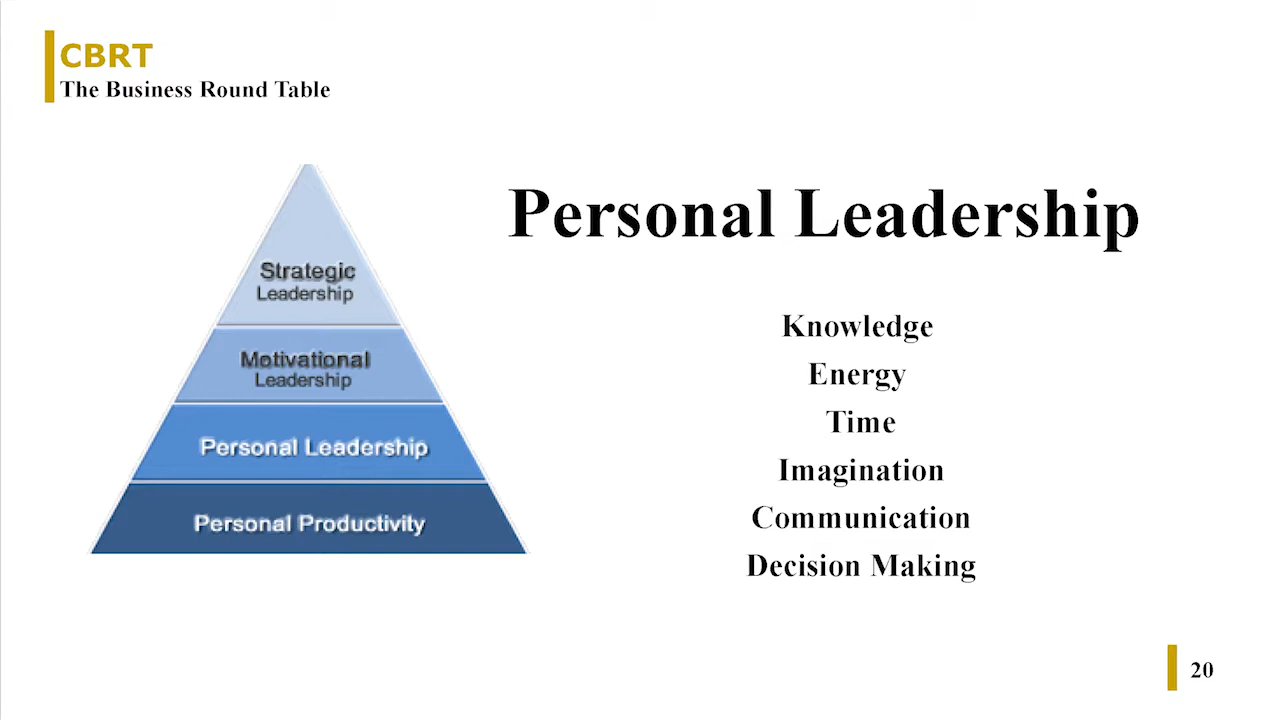 CBRT
The Business Round Table
Strategic
Leadership
Motivational
Leadership
Personal Leadership
Personal Productivity
Personal Leadership
Knowledge
Energy
Time
Imagination
Communication
Decision Making
20